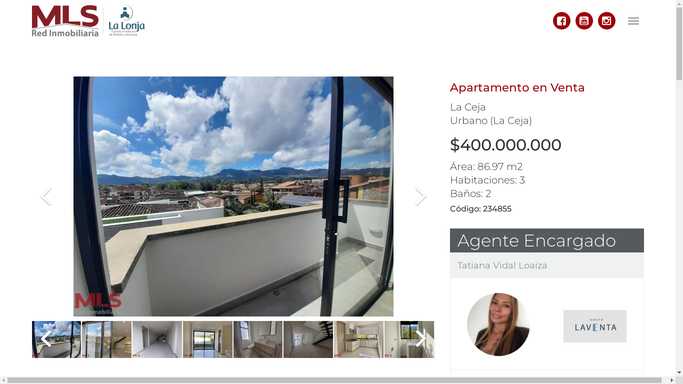 MLS
Red Inmobiliaria
La Lonja
Apartamento en Venta
La Ceja
Urbano (La Ceja)
$400.000.000
Área: 86.97 m2
Habitaciones: 3
Baños: 2
Código: 234855
Agente Encargado
Tatiana Vidal Loaiza
MLS
LAVENTA